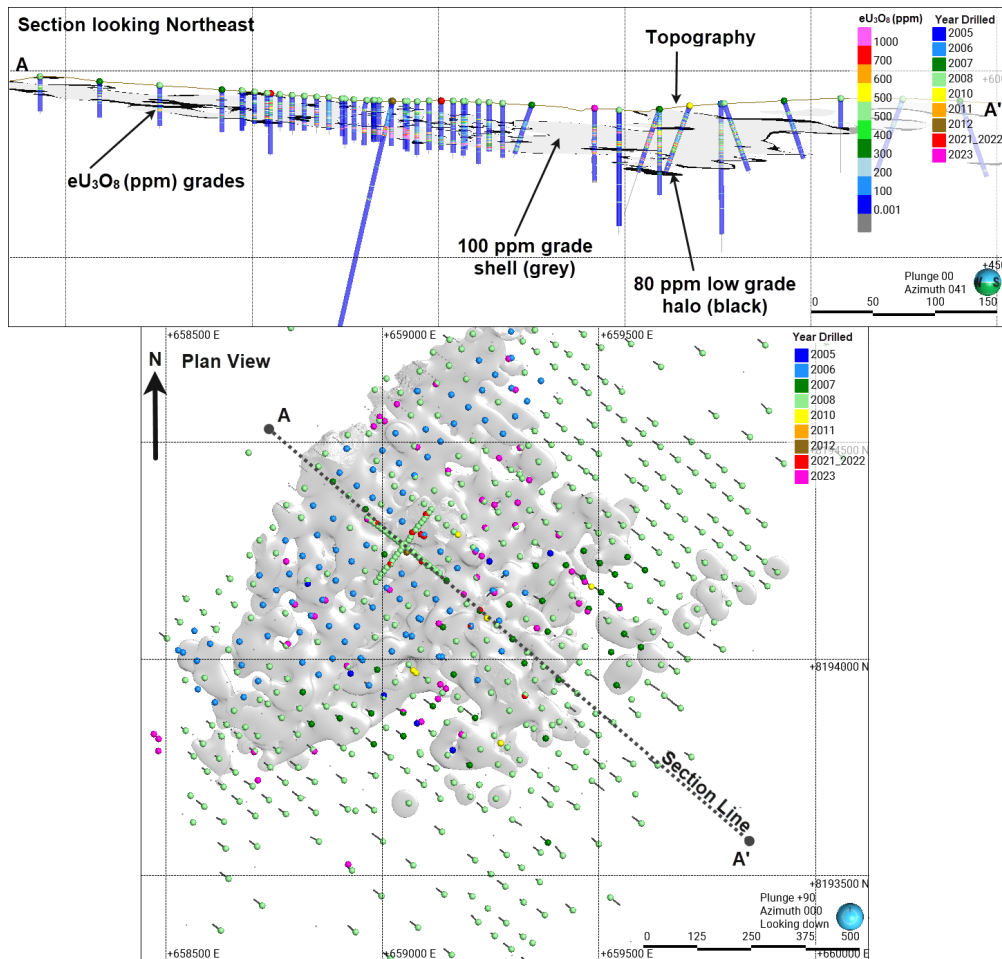 Section looking Northeast
A
Topography
eU₃O₈ (ppm)
1000
700
600
500
400
300
200
100
0.001
Year Drilled
2005
2006
2007
2008
2010
2011
2012
2021_2022
2023
+600
A'
eU₃O₈ (ppm) grades
100 ppm grade
shell (grey)
80 ppm low grade
halo (black)
+450
Plunge 00
Azimuth 041
0 50 100 150
+658500 E
+659000 E
+659500 E
N
Plan View
2005
2006
2007
2008
2010
2011
2012
2021_2022
2023
A
+8194500 N
+8194000 N
Section Line
A'
+8193500 N
Plunge +90
Azimuth 000
Looking down
0 125 250 375 500
+658500 E
+659000 E
+659500 E
+660000 E